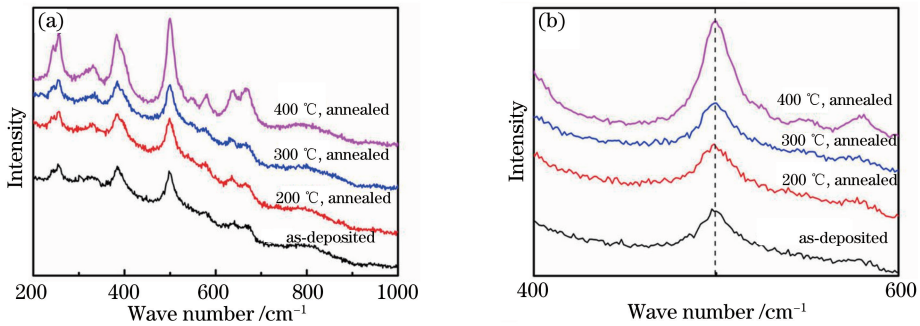 (a)
Intensity
400 ℃, annealed
300 ℃, annealed
200 ℃, annealed
as-deposited
200 400 600 800 1000
Wave number /cm⁻¹
(b)
Intensity
400 ℃, annealed
300 ℃, annealed
200 ℃, annealed
as-deposited
400 600
Wave number /cm⁻¹